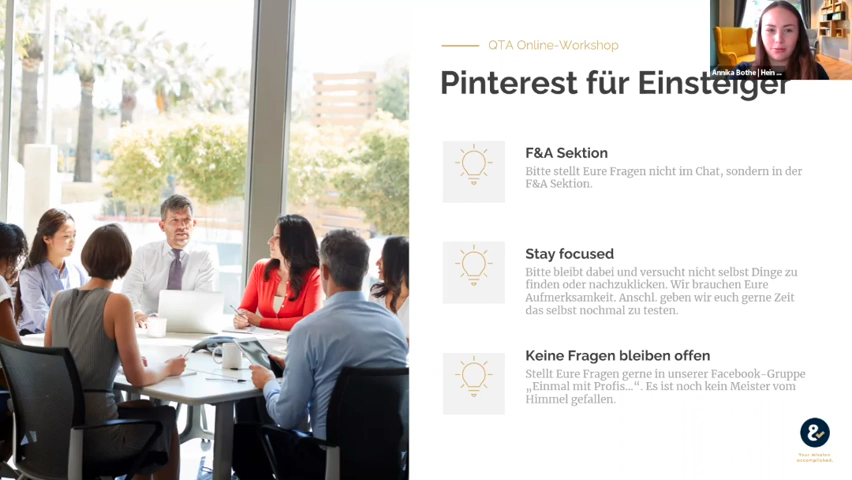 QTA Online-Workshop
Pinterest für Einsteiger
Annika Bothe | Hein ...
F&A Sektion
Bitte stellt Eure Fragen nicht im Chat, sondern in der
F&A Sektion.
Stay focused
Bitte bleibt dabei und versucht nicht selbst Dinge zu
finden oder nachzuklicken. Wir brauchen Eure
Aufmerksamkeit. Anschl. geben wir euch gerne Zeit
das selbst nochmal zu testen.
Keine Fragen bleiben offen
Stellt Eure Fragen gerne in unserer Facebook-Gruppe
„Einmal mit Profis...“. Es ist noch kein Meister vom
Himmel gefallen.
&
Your mission
accomplished.